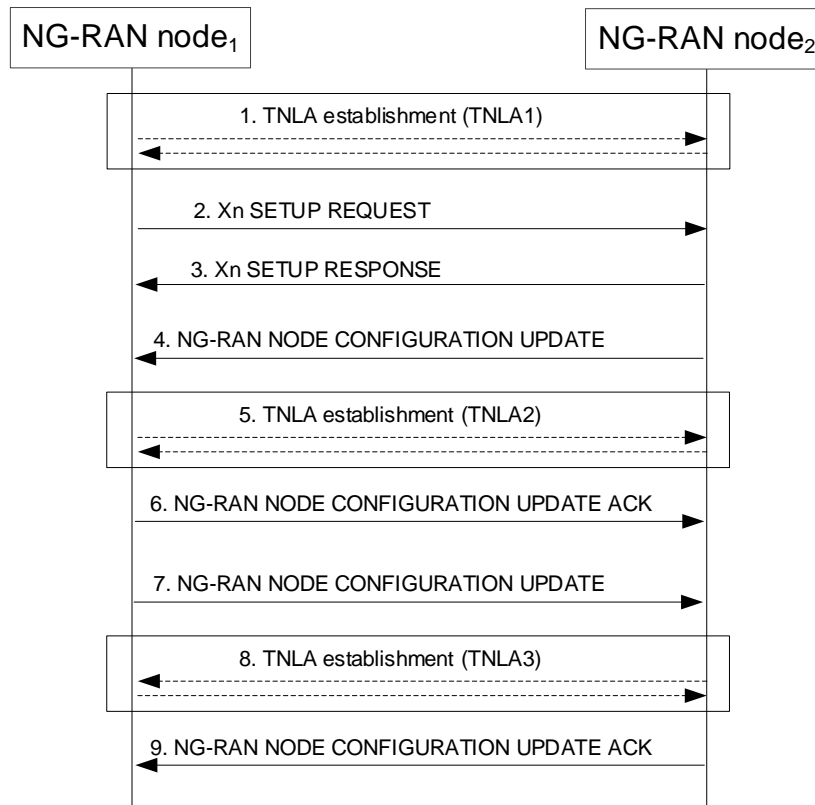 NG-RAN node₁
NG-RAN node₂
1. TNLA establishment (TNLA1)
2. Xn SETUP REQUEST
3. Xn SETUP RESPONSE
4. NG-RAN NODE CONFIGURATION UPDATE
5. TNLA establishment (TNLA2)
6. NG-RAN NODE CONFIGURATION UPDATE ACK
7. NG-RAN NODE CONFIGURATION UPDATE
8. TNLA establishment (TNLA3)
9. NG-RAN NODE CONFIGURATION UPDATE ACK